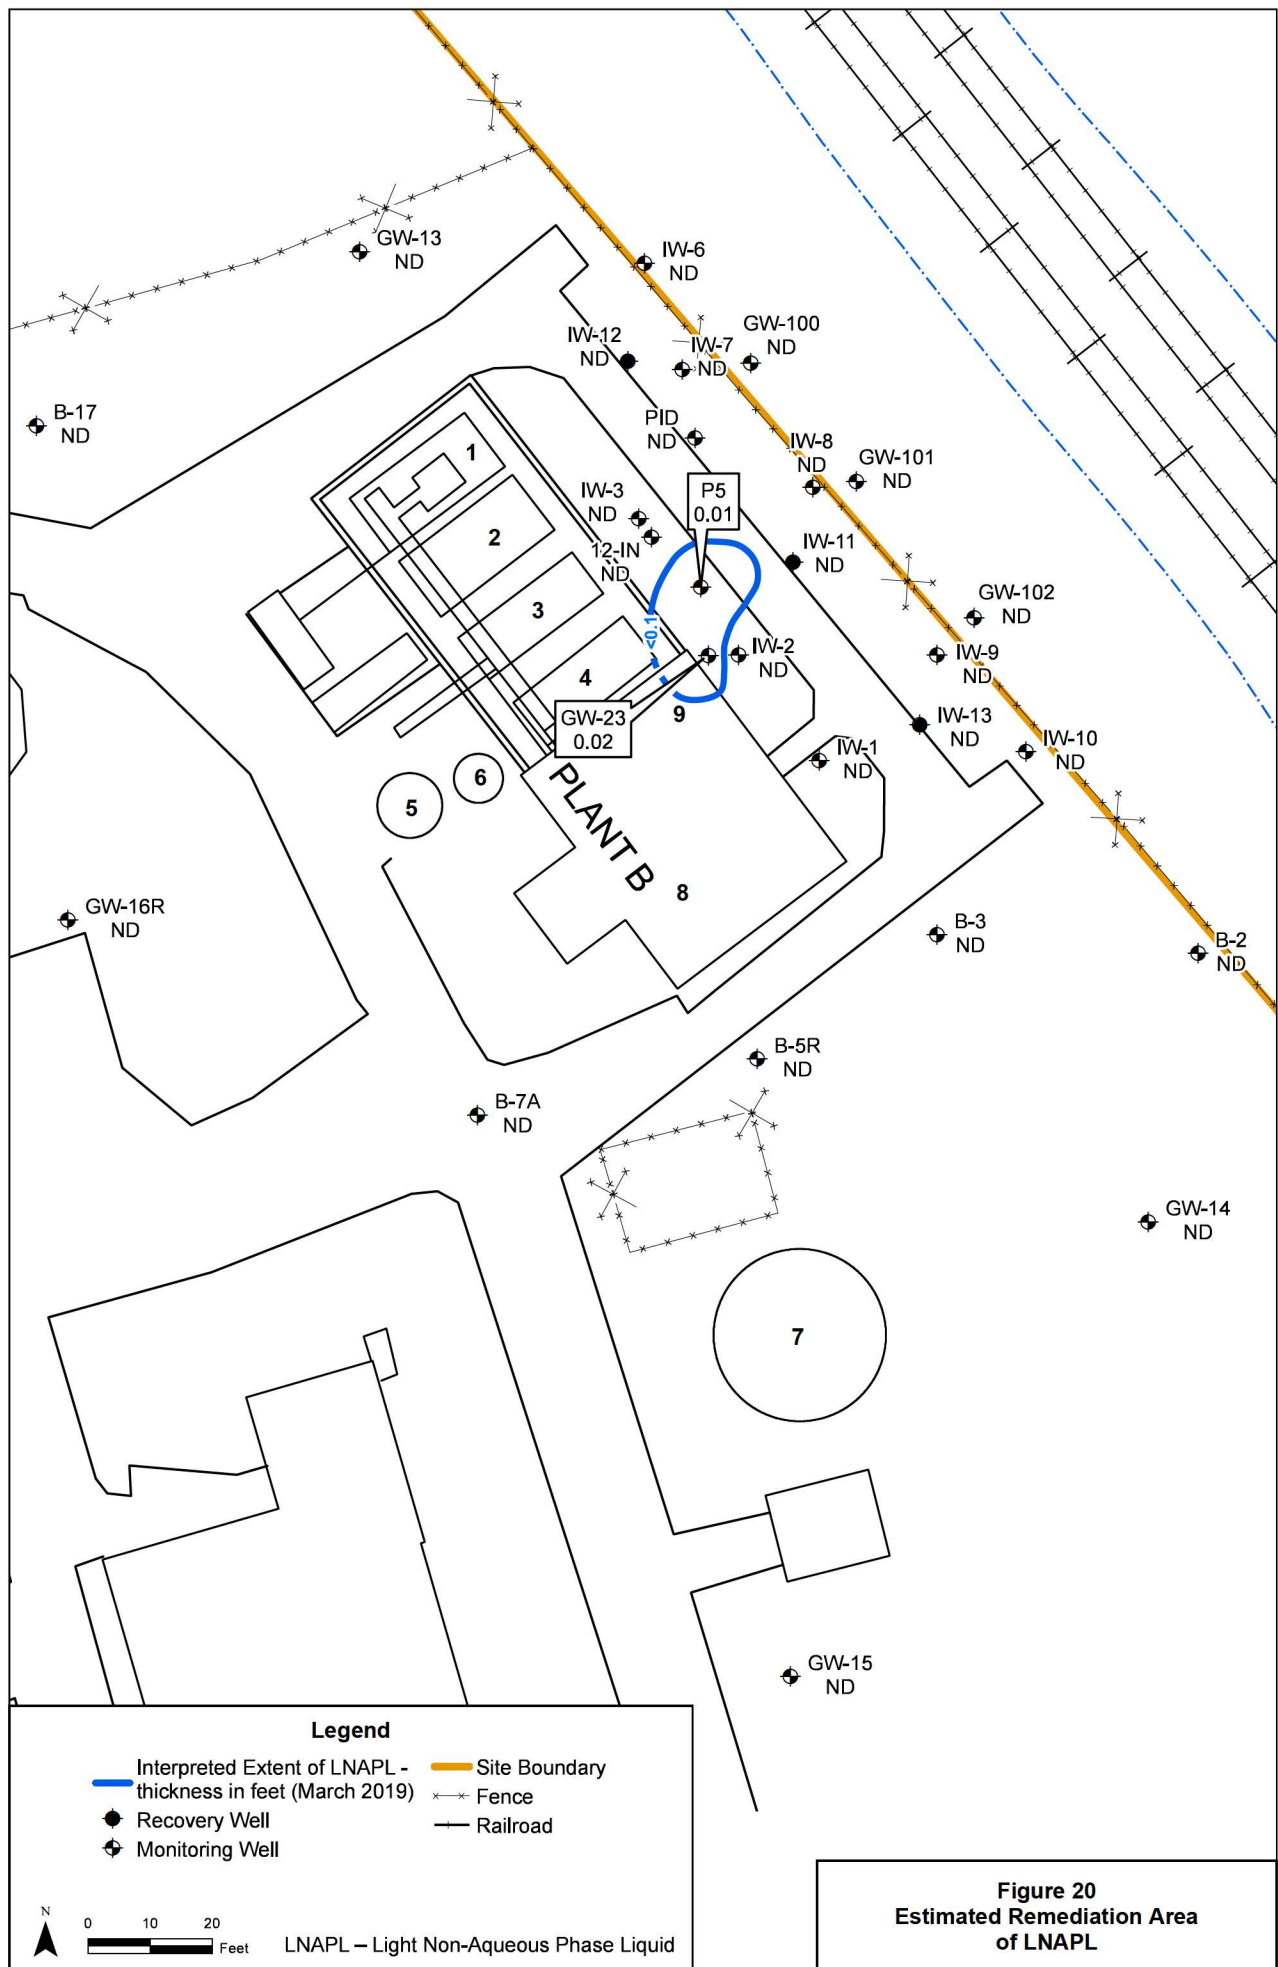 GW-13
ND
IW-6
ND
IW-12
ND
IW-7
ND
GW-100
ND
B-17
ND
PID
ND
IW-8
ND
GW-101
ND
1
IW-3
ND
P5
0.01
2
12-IN
ND
IW-11
ND
3
<0.1
GW-102
ND
IW-2
ND
IW-9
ND
4
GW-23
0.02
9
IW-13
ND
IW-10
ND
IW-1
ND
6
5
PLANT B
8
GW-16R
ND
B-3
ND
B-2
ND
B-5R
ND
B-7A
ND
GW-14
ND
7
GW-15
ND
Legend
Interpreted Extent of LNAPL -
thickness in feet (March 2019)
Recovery Well
Monitoring Well
Site Boundary
Fence
Railroad
N
0 10 20
Feet
LNAPL – Light Non-Aqueous Phase Liquid
Figure 20
Estimated Remediation Area
of LNAPL